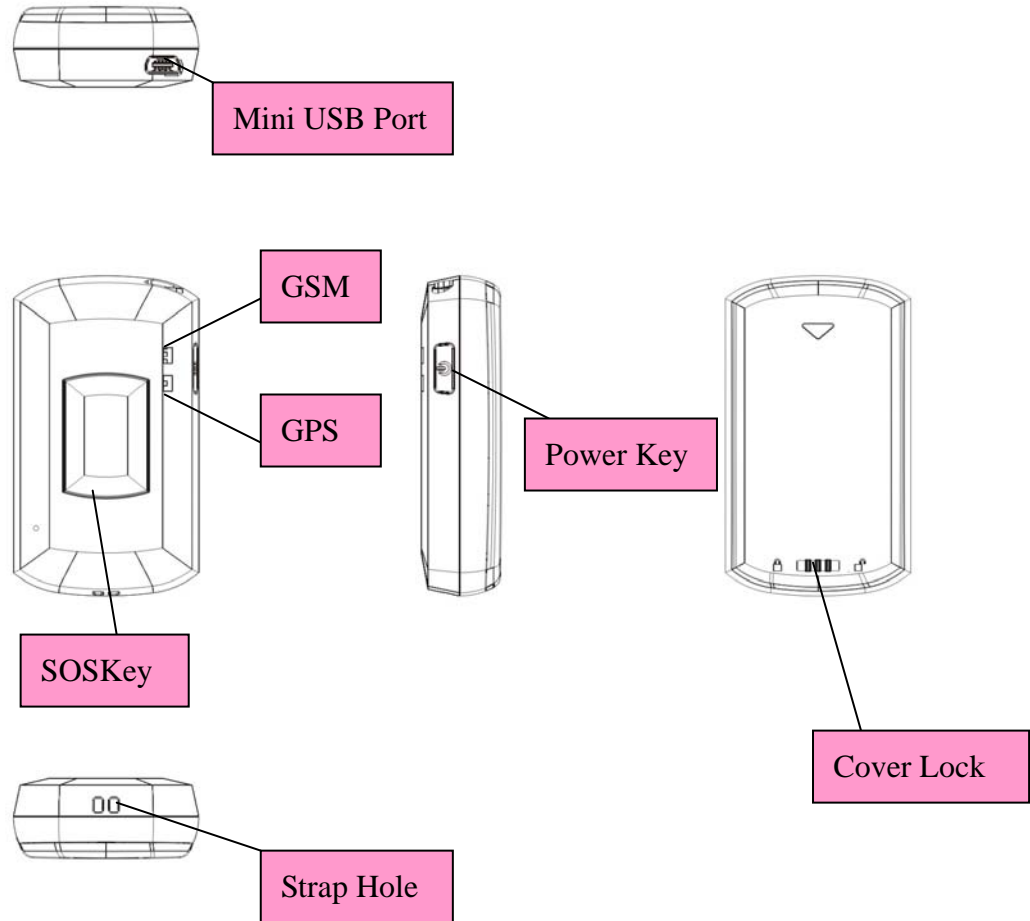 Mini USB Port
GSM
GPS
Power Key
SOSKey
Cover Lock
Strap Hole